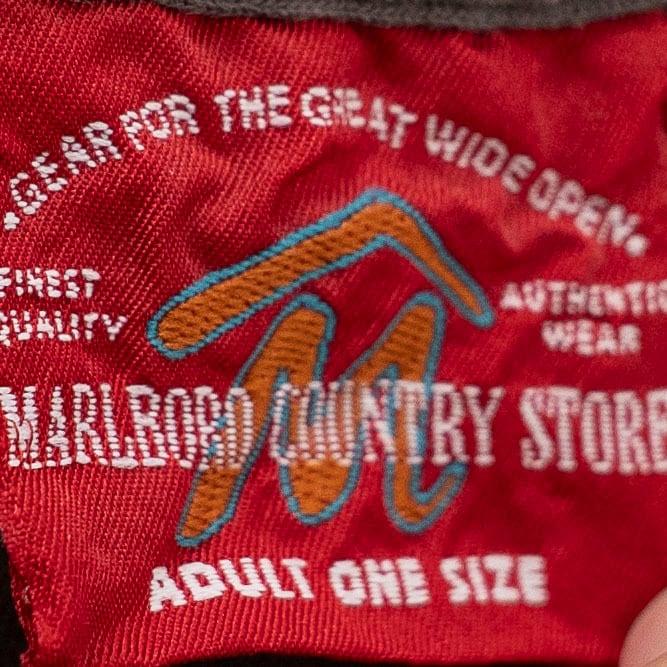 .GEAR FOR THE GREAT WIDE OPEN.
FINEST
QUALITY
AUTHENTIC
WEAR
MARLBORO COUNTRY STORE
ADULT ONE SIZE